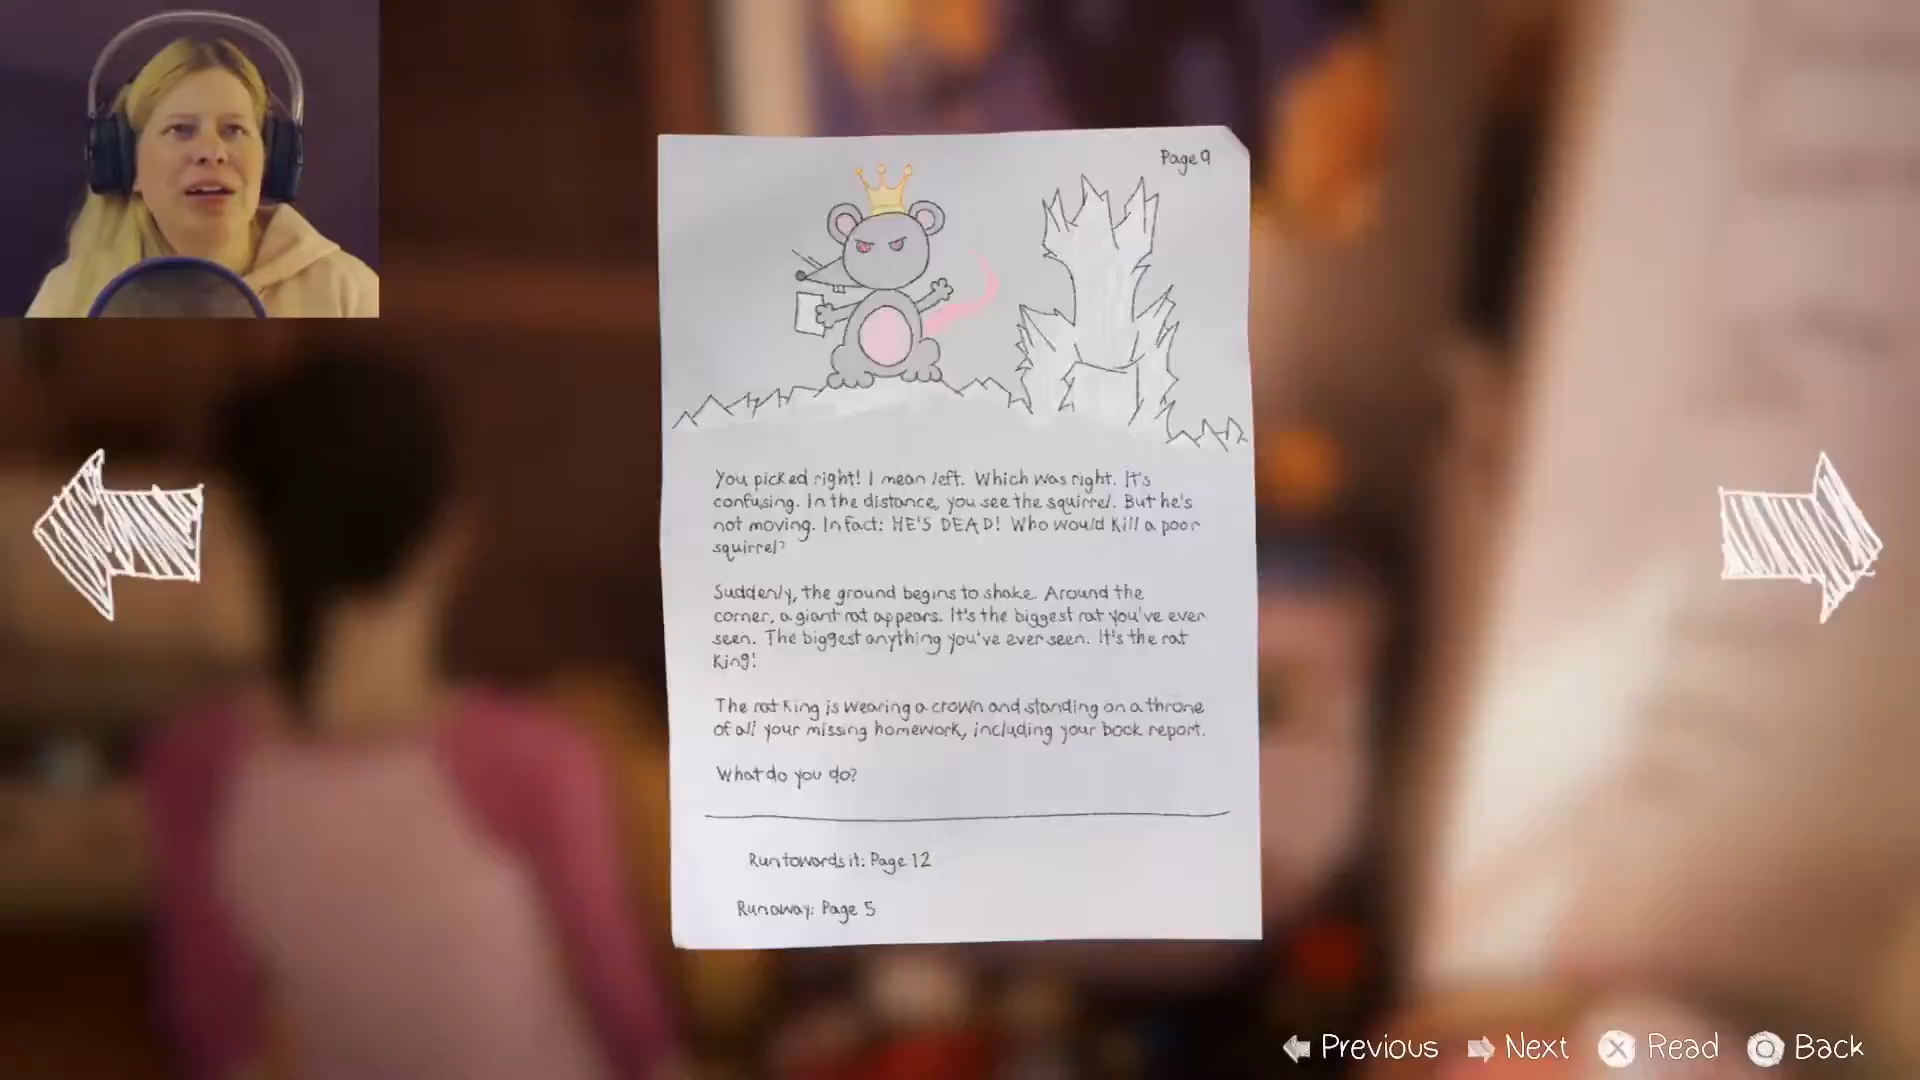 Page 9
You picked right! I mean left. Which was right. It's
confusing. In the distance, you see the squirrel. But he's
not moving. In fact: HE'S DEAD! Who would kill a poor
squirrel?
Suddenly, the ground begins to shake. Around the
corner, a giant rat appears. It's the biggest rat you've ever
seen. The biggest anything you've ever seen. It's the rat
King!
The rat King is wearing a crown and standing on a throne
of all your missing homework, including your book report.
What do you do?
Run towards it: Page 12
Run away: Page 5
Previous Next Read Back